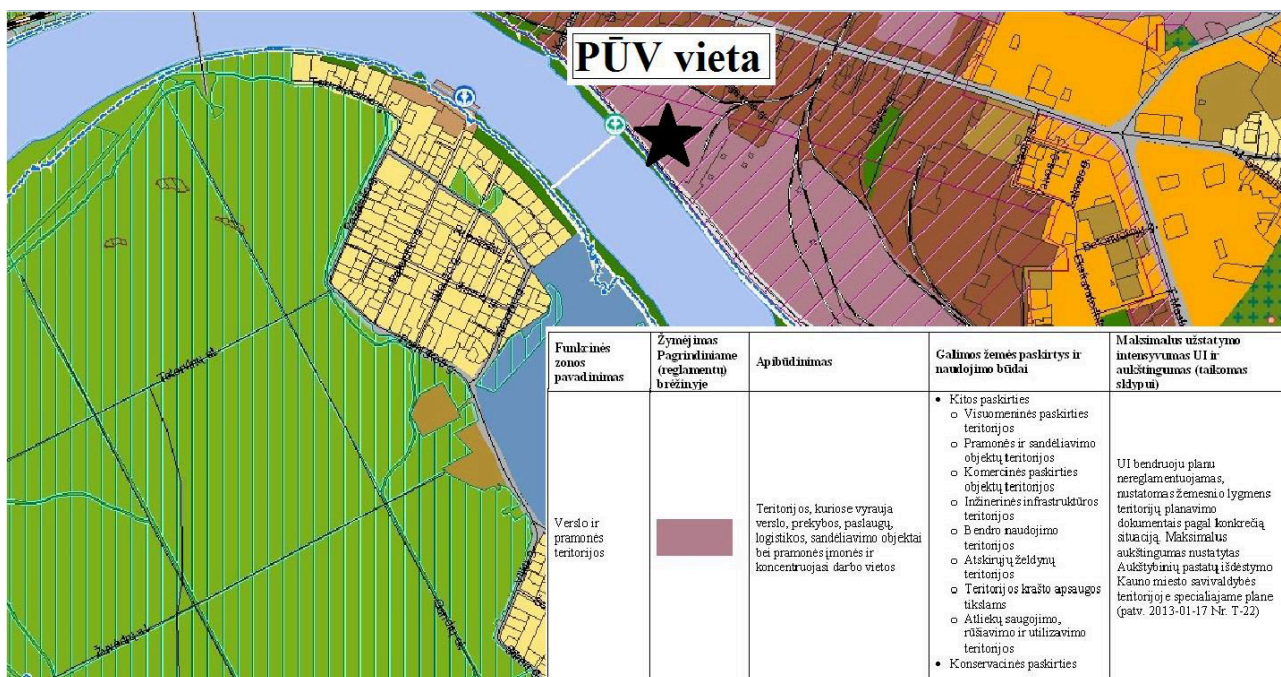 PŪV vieta
Funkcinės
zonos
pavadinimas
Žymėjimas
Pagrindiniame
(reglamentų)
brėžinyje
Apibūdinimas
Galimos žemės paskirtys ir
naudojimo būdai
Maksimalus užstatymo
intensyvumas UI ir
aukštingumas (taikomas
sklypui)
Verslo ir
pramonės
teritorijos
Teritorijos, kuriose vyrauja
verslo, prekybos, paslaugų,
logistikos, sandėliavimo objektai
bei pramonės įmonės ir
koncentruojasi darbo vietos
• Kitos paskirties
o Visuomeninės paskirties
teritorijos
o Pramonės ir sandėliavimo
objektų teritorijos
o Komercinės paskirties
objektų teritorijos
o Inžinerinės infrastruktūros
teritorijos
o Bendro naudojimo
teritorijos
o Atskirųjų želdynų
teritorijos
o Teritorijos krašto apsaugos
tikslams
o Atliekų saugojimo,
rūšiavimo ir utilizavimo
teritorijos
• Konservacinės paskirties
UI bendruoju planu
nereglamentuojamas,
nustatomas žemesnio lygmens
teritorijų planavimo
dokumentais pagal konkrečią
situaciją. Maksimalus
aukštingumas nustatytas
Aukštybinių pastatų išdėstymo
Kauno miesto savivaldybės
teritorijoje specialiajame plane
(patv. 2013-01-17 Nr. T-22)